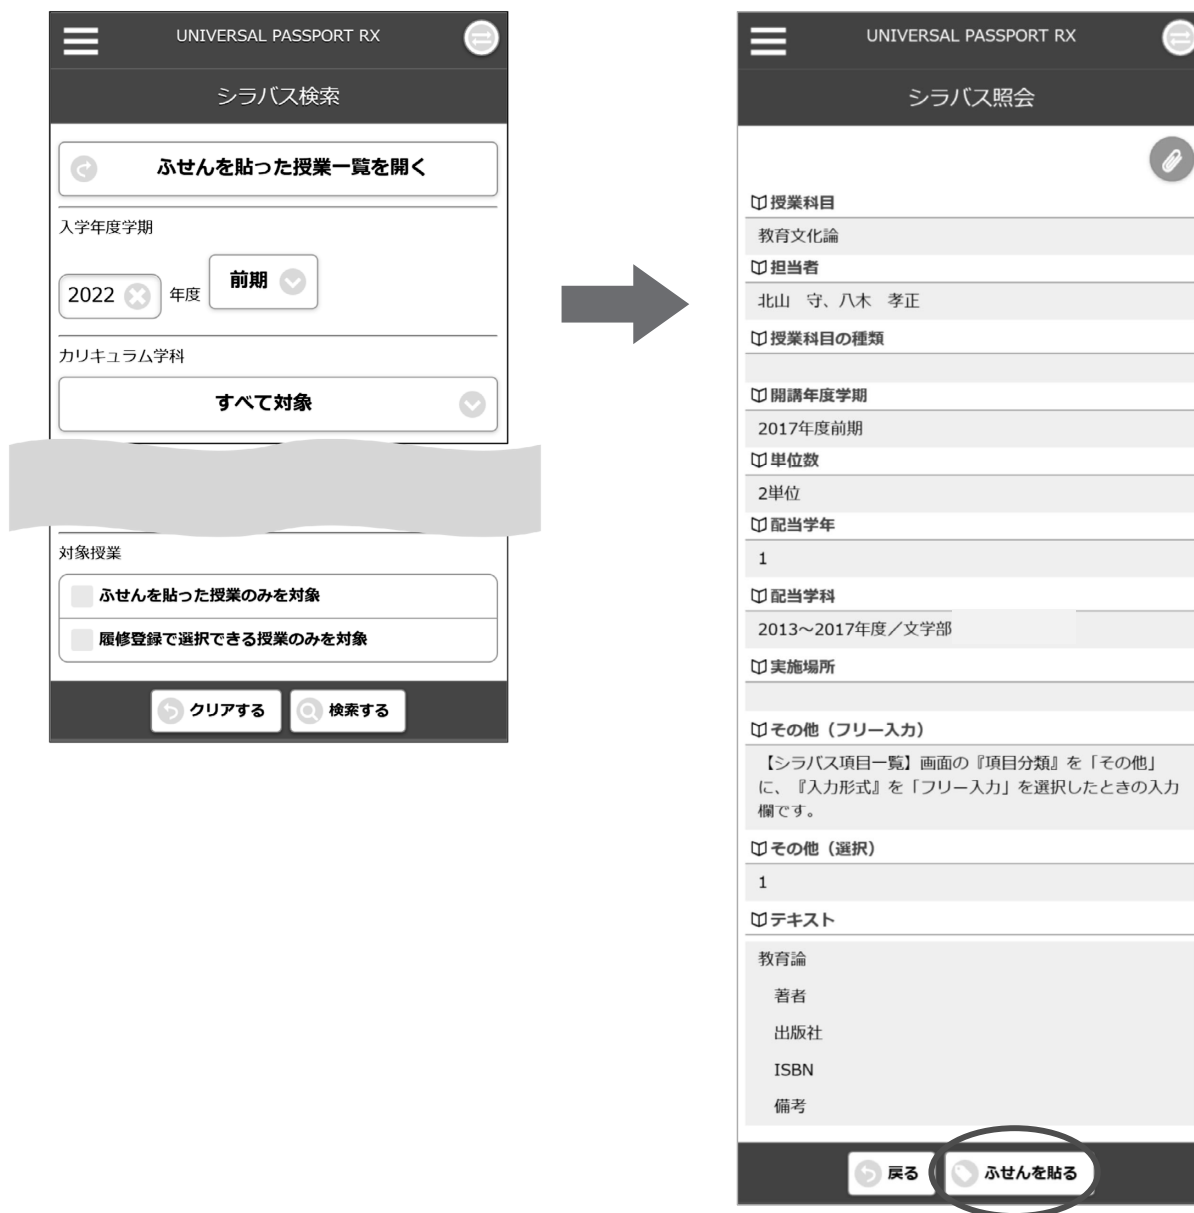 UNIVERSAL PASSPORT RX
シラバス検索
ふせんを貼った授業一覧を開く
入学年度学期
2022 年度 前期
カリキュラム学科
すべて対象
対象授業
ふせんを貼った授業のみを対象
履修登録で選択できる授業のみを対象
クリアする 検索する
UNIVERSAL PASSPORT RX
シラバス照会
授業科目
教育文化論
担当者
北山　守、八木　孝正
授業科目の種類
開講年度学期
2017年度前期
単位数
2単位
配当学年
1
配当学科
2013～2017年度／文学部
実施場所
その他（フリー入力）
【シラバス項目一覧】画面の『項目分類』を「その他」
に、『入力形式』を「フリー入力」を選択したときの入力
欄です。
その他（選択）
1
テキスト
教育論
著者
出版社
ISBN
備考
戻る ふせんを貼る